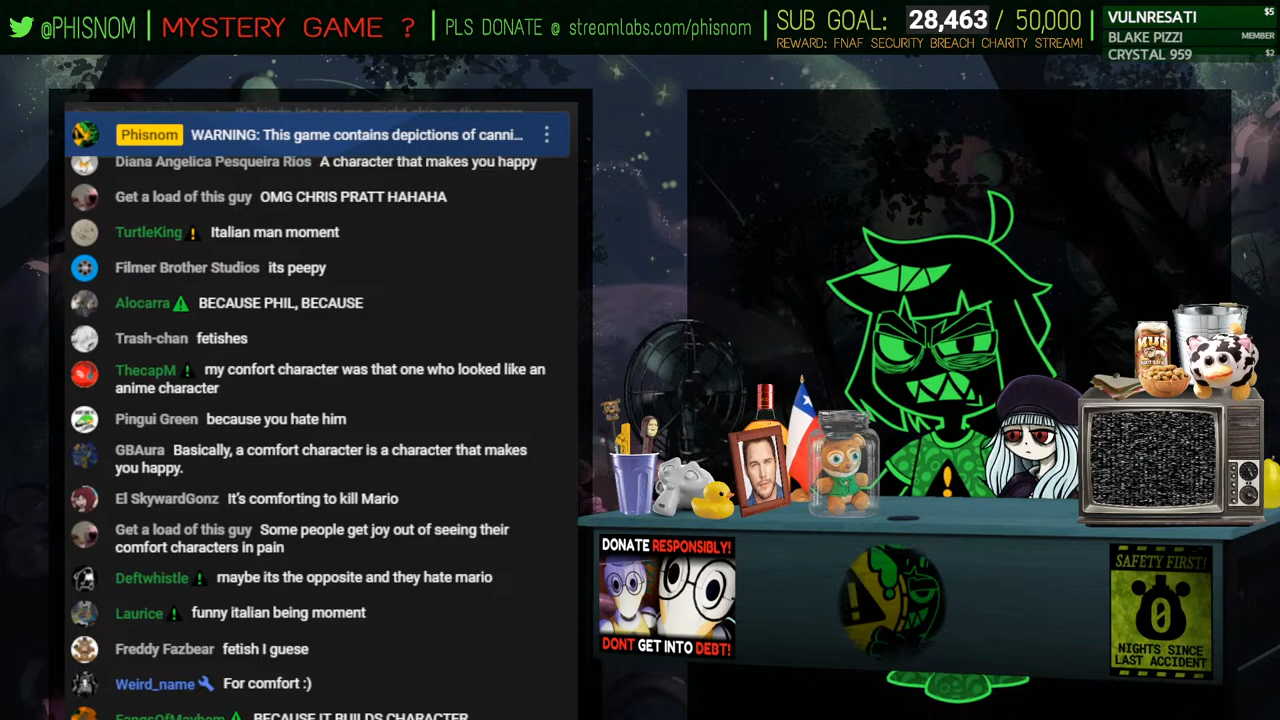 @PHISNOM | MYSTERY GAME ? | PLS DONATE @ streamlabs.com/phisnom | SUB GOAL: 28,463 / 50,000
REWARD: FNAF SECURITY BREACH CHARITY STREAM!
VULNRESATI $5
BLAKE PIZZI MEMBER
CRYSTAL 959 $2
Phisnom WARNING: This game contains depictions of canni...
Diana Angelica Pesqueira Rios A character that makes you happy
Get a load of this guy OMG CHRIS PRATT HAHAHA
TurtleKing Italian man moment
Filmer Brother Studios its peepy
Alocarra BECAUSE PHIL, BECAUSE
Trash-chan fetishes
ThecapM my confort character was that one who looked like an
anime character
Pingui Green because you hate him
GBAura Basically, a comfort character is a character that makes
you happy.
El SkywardGonz It's comforting to kill Mario
Get a load of this guy Some people get joy out of seeing their
comfort characters in pain
Deftwhistle maybe its the opposite and they hate mario
Laurice funny italian being moment
Freddy Fazbear fetish I guese
Weird_name For comfort :)
FangsOfMayhem BECAUSE IT BUILDS CHARACTER
MUG
DONATE RESPONSIBLY!
DONT GET INTO DEBT!
SAFETY FIRST!
0
NIGHTS SINCE
LAST ACCIDENT